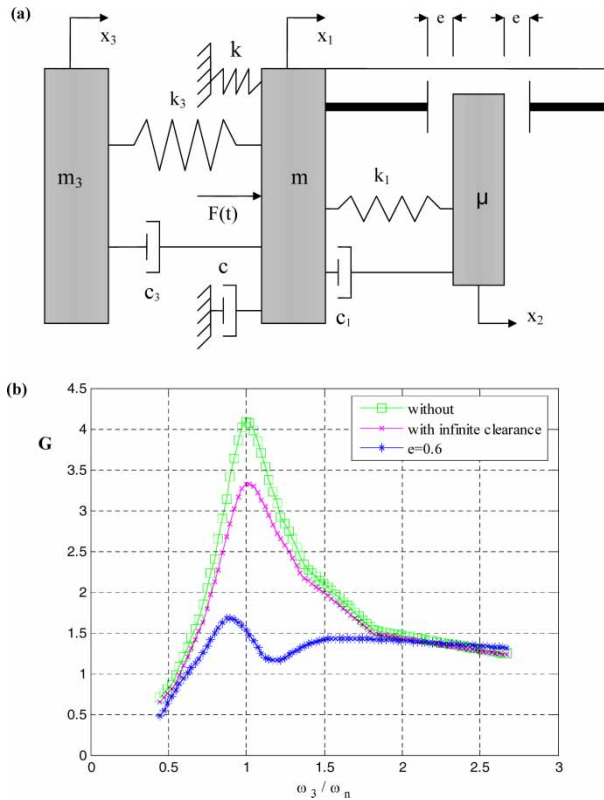 (a)
x3 x1 e e
k
k3
m3 m k1 μ
F(t)
c
c3 c1
x2
(b)
4.5
G
4
3.5
3
2.5
2
1.5
1
0.5
0
without
with infinite clearance
e=0.6
0 0.5 1 1.5 2 2.5 3
ω3 / ωn